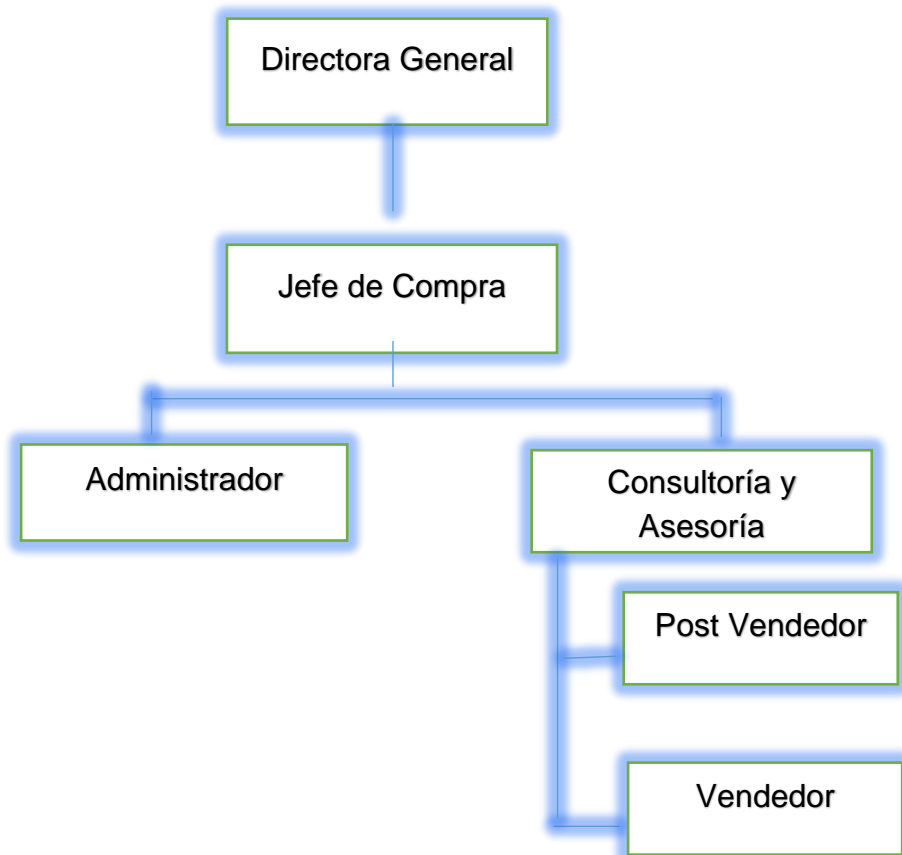 Directora General
Jefe de Compra
Administrador
Consultoría y
Asesoría
Post Vendedor
Vendedor